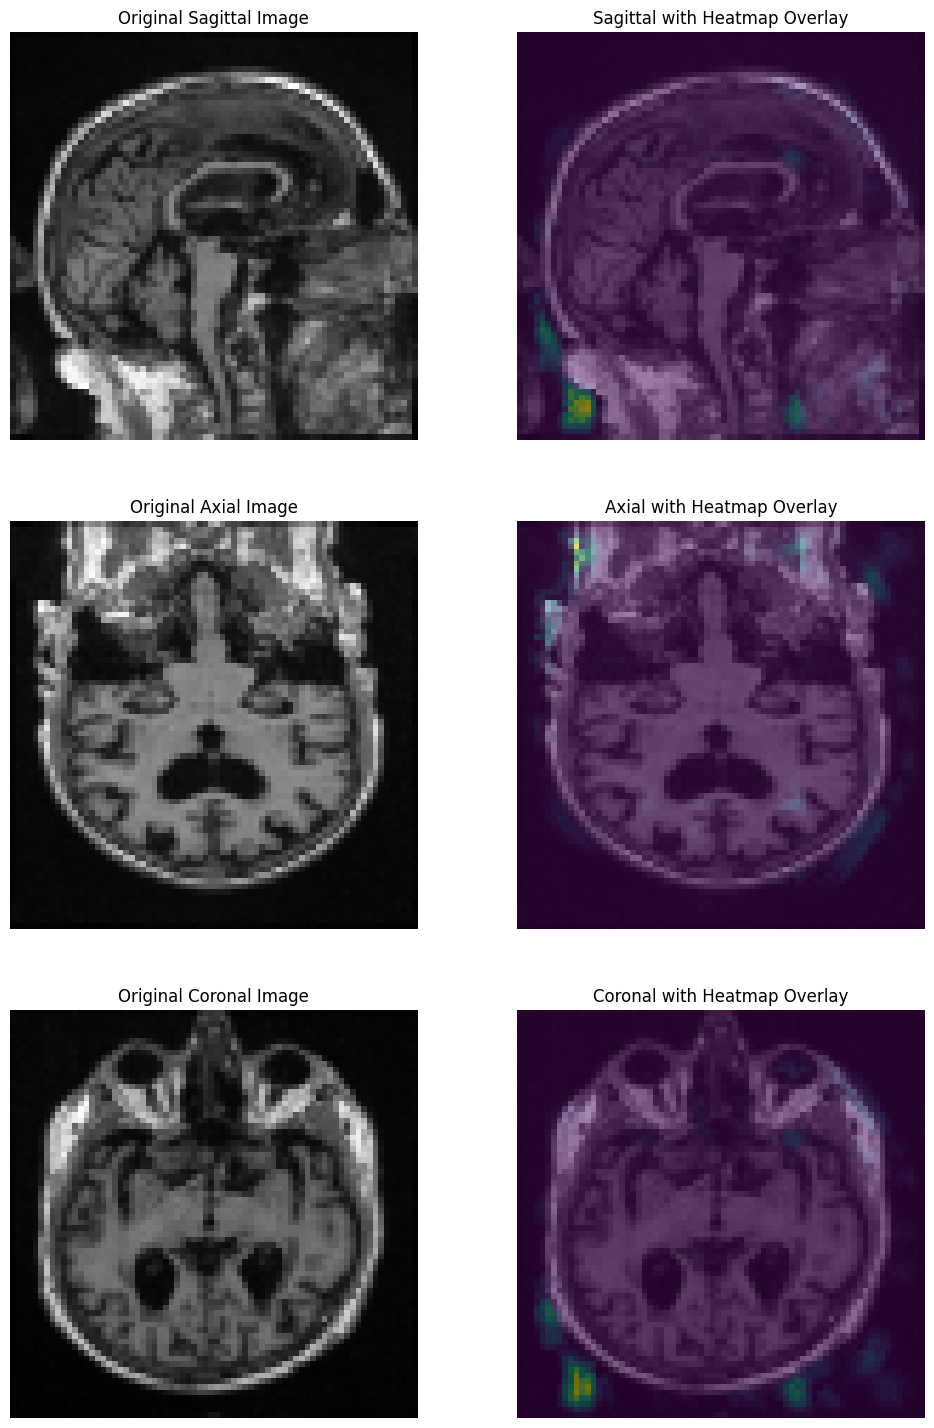 Original Sagittal Image
Sagittal with Heatmap Overlay
Original Axial Image
Axial with Heatmap Overlay
Original Coronal Image
Coronal with Heatmap Overlay